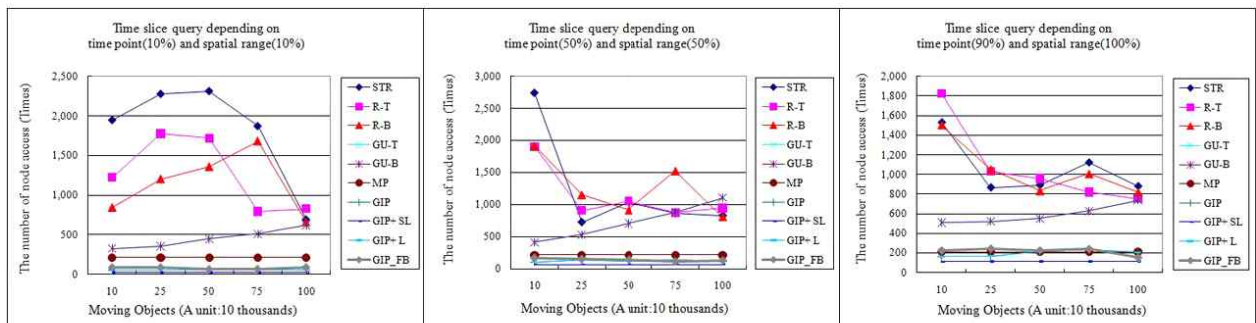 Time slice query depending on
time point(10%) and spatial range(10%)
The number of node access (Times)
2,500
2,000
1,500
1,000
500
0
10 25 50 75 100
Moving Objects (A unit:10 thousands)
STR
R-T
R-B
GU-T
GU-B
MP
GIP
GIP+ SL
GIP+ L
GIP_FB
Time slice query depending on
time point(50%) and spatial range(50%)
The number of node access (Times)
3,000
2,500
2,000
1,500
1,000
500
0
10 25 50 75 100
Moving Objects (A unit:10 thousands)
STR
R-T
R-B
GU-T
GU-B
MP
GIP
GIP+ SL
GIP+ L
GIP_FB
Time slice query depending on
time point(90%) and spatial range(100%)
The number of node access (Times)
2,000
1,800
1,600
1,400
1,200
1,000
800
600
400
200
0
10 25 50 75 100
Moving Objects (A unit:10 thousands)
STR
R-T
R-B
GU-T
GU-B
MP
GIP
GIP+ SL
GIP+ L
GIP_FB